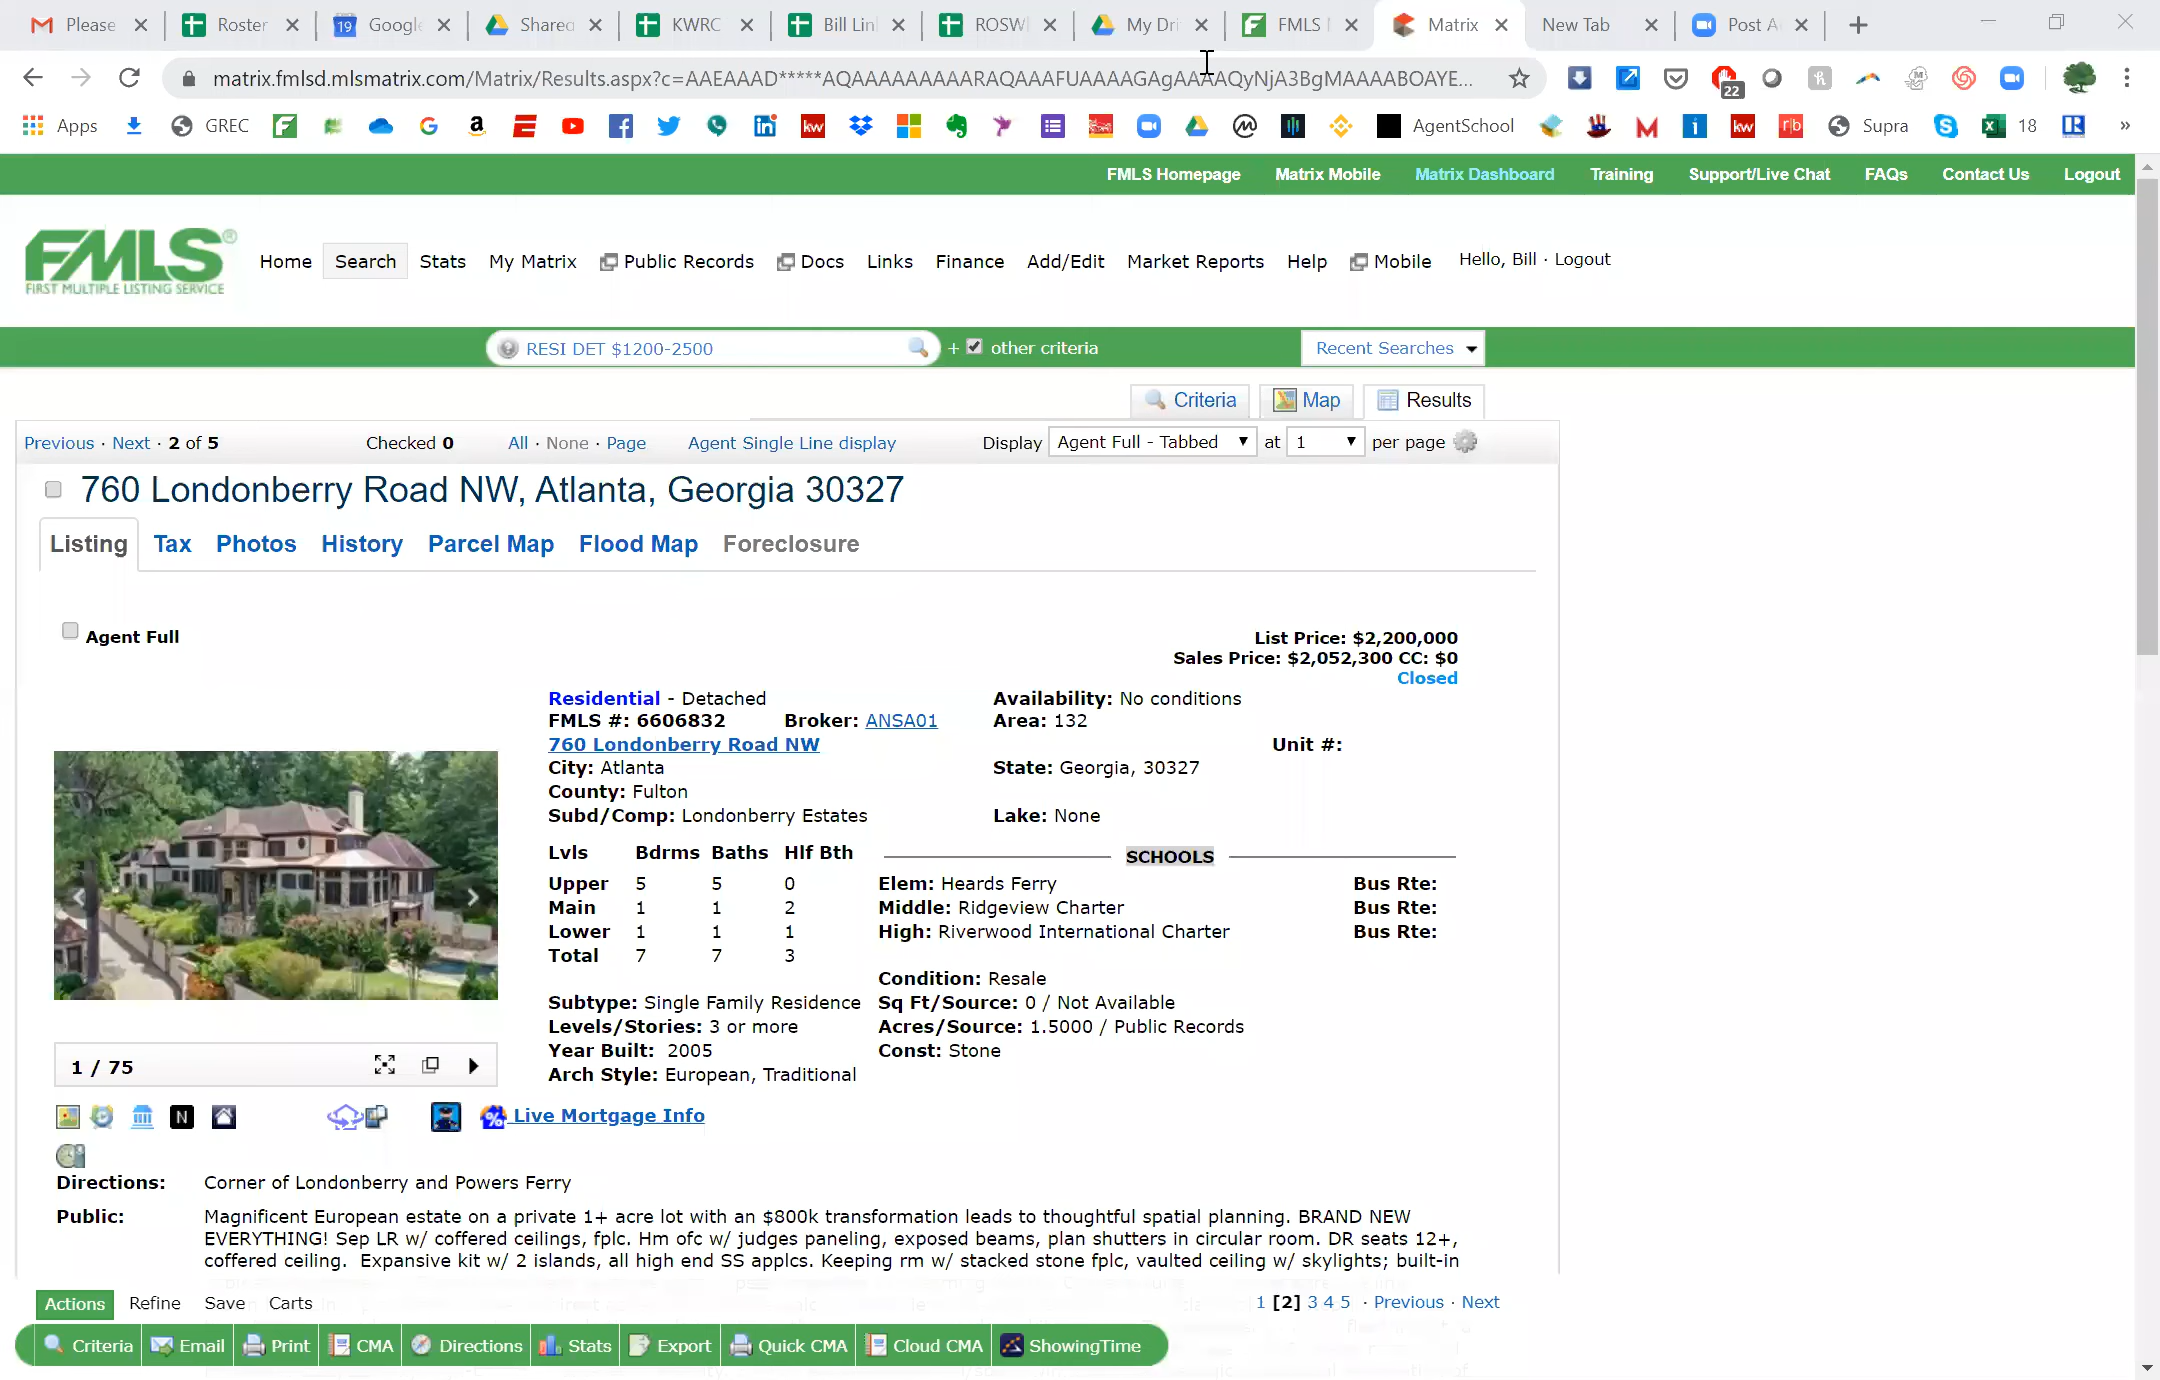 Please
Roster
Google
Shared
KWRC
Bill Lin
ROSW
My Dri
FMLS
Matrix
New Tab
Post A
matrix.fmlsd.mlsmatrix.com/Matrix/Results.aspx?c=AAEAAAD*****AQAAAAAAAAARAQAAAFUAAAAGAgAAAAQyNjA3BgMAAAABOAYE...
22
Apps
GREC
AgentSchool
Supra
18
FMLS Homepage
Matrix Mobile
Matrix Dashboard
Training
Support/Live Chat
FAQs
Contact Us
Logout
FMLS®
FIRST MULTIPLE LISTING SERVICE
Home Search Stats My Matrix Public Records Docs Links Finance Add/Edit Market Reports Help Mobile Hello, Bill · Logout
RESI DET $1200-2500 + other criteria Recent Searches
Criteria Map Results
Previous · Next · 2 of 5 Checked 0 All · None · Page Agent Single Line display Display Agent Full - Tabbed at 1 per page
760 Londonberry Road NW, Atlanta, Georgia 30327
Listing Tax Photos History Parcel Map Flood Map Foreclosure
Agent Full
List Price: $2,200,000
Sales Price: $2,052,300 CC: $0
Closed
Residential - Detached Availability: No conditions
FMLS #: 6606832 Broker: ANSA01 Area: 132
760 Londonberry Road NW Unit #:
City: Atlanta State: Georgia, 30327
County: Fulton
Subd/Comp: Londonberry Estates Lake: None
Lvls Bdrms Baths Hlf Bth SCHOOLS
Upper 5 5 0 Elem: Heards Ferry Bus Rte:
Main 1 1 2 Middle: Ridgeview Charter Bus Rte:
Lower 1 1 1 High: Riverwood International Charter Bus Rte:
Total 7 7 3
Condition: Resale
Subtype: Single Family Residence Sq Ft/Source: 0 / Not Available
Levels/Stories: 3 or more Acres/Source: 1.5000 / Public Records
Year Built: 2005 Const: Stone
Arch Style: European, Traditional
1 / 75
N
Live Mortgage Info
Directions: Corner of Londonberry and Powers Ferry
Public: Magnificent European estate on a private 1+ acre lot with an $800k transformation leads to thoughtful spatial planning. BRAND NEW
EVERYTHING! Sep LR w/ coffered ceilings, fplc. Hm ofc w/ judges paneling, exposed beams, plan shutters in circular room. DR seats 12+,
coffered ceiling. Expansive kit w/ 2 islands, all high end SS applcs. Keeping rm w/ stacked stone fplc, vaulted ceiling w/ skylights; built-in
Actions Refine Save Carts 1 [2] 3 4 5 · Previous · Next
Criteria Email Print CMA Directions Stats Export Quick CMA Cloud CMA ShowingTime